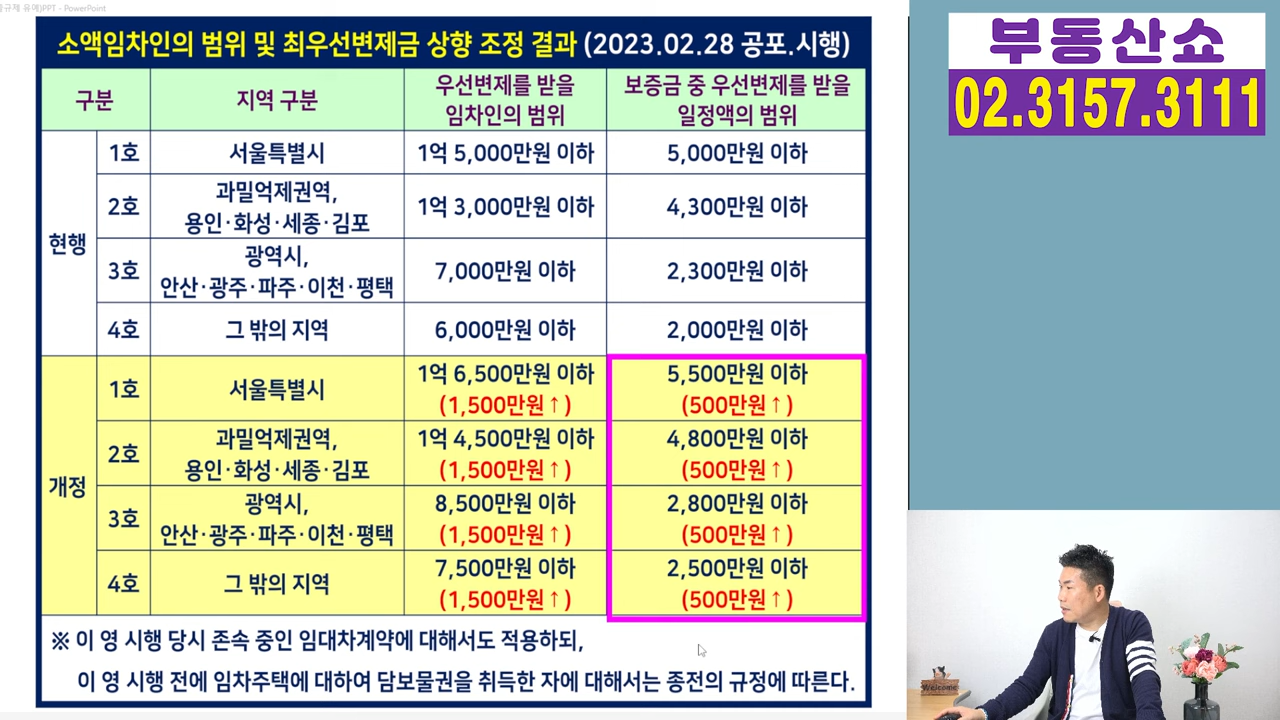 낭규제 유예)PPT - PowerPoint
소액임차인의 범위 및 최우선변제금 상향 조정 결과 (2023.02.28 공포.시행)
구분
지역 구분
우선변제를 받을
임차인의 범위
보증금 중 우선변제를 받을
일정액의 범위
현행
1호
서울특별시
1억 5,000만원 이하
5,000만원 이하
2호
과밀억제권역,
용인·화성·세종·김포
1억 3,000만원 이하
4,300만원 이하
3호
광역시,
안산·광주·파주·이천·평택
7,000만원 이하
2,300만원 이하
4호
그 밖의 지역
6,000만원 이하
2,000만원 이하
개정
1호
서울특별시
1억 6,500만원 이하
(1,500만원↑)
5,500만원 이하
(500만원↑)
2호
과밀억제권역,
용인·화성·세종·김포
1억 4,500만원 이하
(1,500만원↑)
4,800만원 이하
(500만원↑)
3호
광역시,
안산·광주·파주·이천·평택
8,500만원 이하
(1,500만원↑)
2,800만원 이하
(500만원↑)
4호
그 밖의 지역
7,500만원 이하
(1,500만원↑)
2,500만원 이하
(500만원↑)
※ 이 영 시행 당시 존속 중인 임대차계약에 대해서도 적용하되,
이 영 시행 전에 임차주택에 대하여 담보물권을 취득한 자에 대해서는 종전의 규정에 따른다.
부동산쇼
02.3157.3111
Welcome